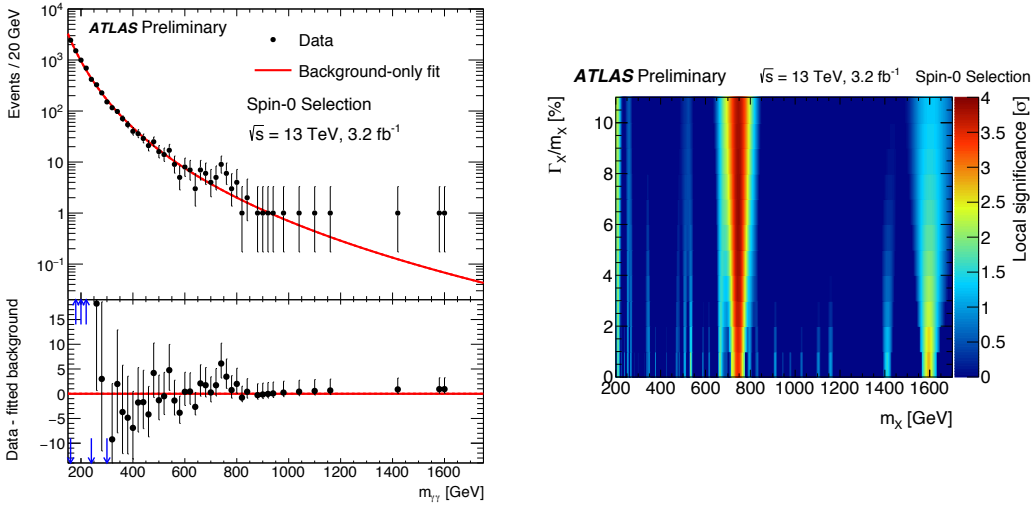 ATLAS Preliminary
Data
Background-only fit
Spin-0 Selection
√s = 13 TeV, 3.2 fb⁻¹
Events / 20 GeV
10⁴
10³
10²
10
1
10⁻¹
Data - fitted background
15
10
5
0
−5
−10
200 400 600 800 1000 1200 1400 1600
m_γγ [GeV]
ATLAS Preliminary √s = 13 TeV, 3.2 fb⁻¹ Spin-0 Selection
Γ_X/m_X [%]
10
8
6
4
2
0
200 400 600 800 1000 1200 1400 1600
m_X [GeV]
4
3.5
3
2.5
2
1.5
1
0.5
0
Local significance [σ]